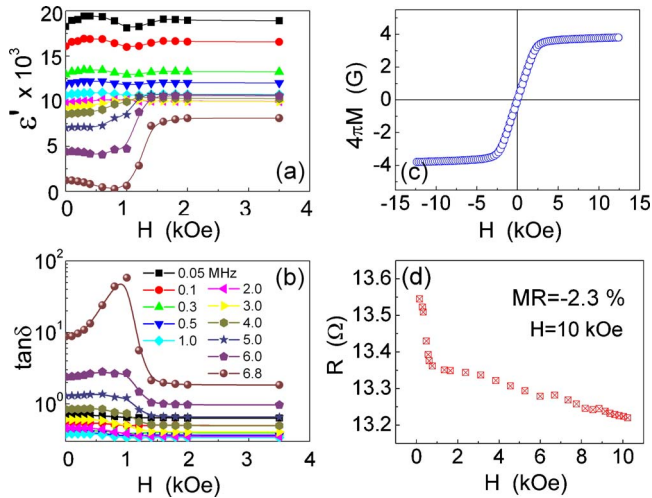 20
15
10
5
0
ε' × 10³
(a)
0 1 2 3 4
H (kOe)
4
2
0
-2
-4
4πM (G)
(c)
-15 -10 -5 0 5 10 15
H (kOe)
10²
10¹
10⁰
tanδ
(b)
0.05 MHz
0.1
0.3
0.5
1.0
2.0
3.0
4.0
5.0
6.0
6.8
0 1 2 3 4
H (kOe)
13.6
13.5
13.4
13.3
13.2
R (Ω)
(d)
MR=-2.3 %
H=10 kOe
0 2 4 6 8 10
H (kOe)